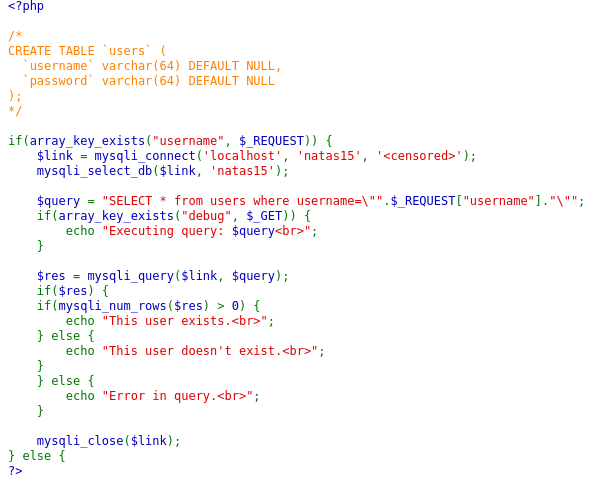 <?php

/*
CREATE TABLE `users` (
  `username` varchar(64) DEFAULT NULL,
  `password` varchar(64) DEFAULT NULL
);
*/

if(array_key_exists("username", $_REQUEST)) {
    $link = mysqli_connect('localhost', 'natas15', '<censored>');
    mysqli_select_db($link, 'natas15');

    $query = "SELECT * from users where username=\"".$_REQUEST["username"]."\"";
    if(array_key_exists("debug", $_GET)) {
        echo "Executing query: $query<br>";
    }

    $res = mysqli_query($link, $query);
    if($res) {
    if(mysqli_num_rows($res) > 0) {
        echo "This user exists.<br>";
    } else {
        echo "This user doesn't exist.<br>";
    }
    } else {
        echo "Error in query.<br>";
    }

    mysqli_close($link);
} else {
?>